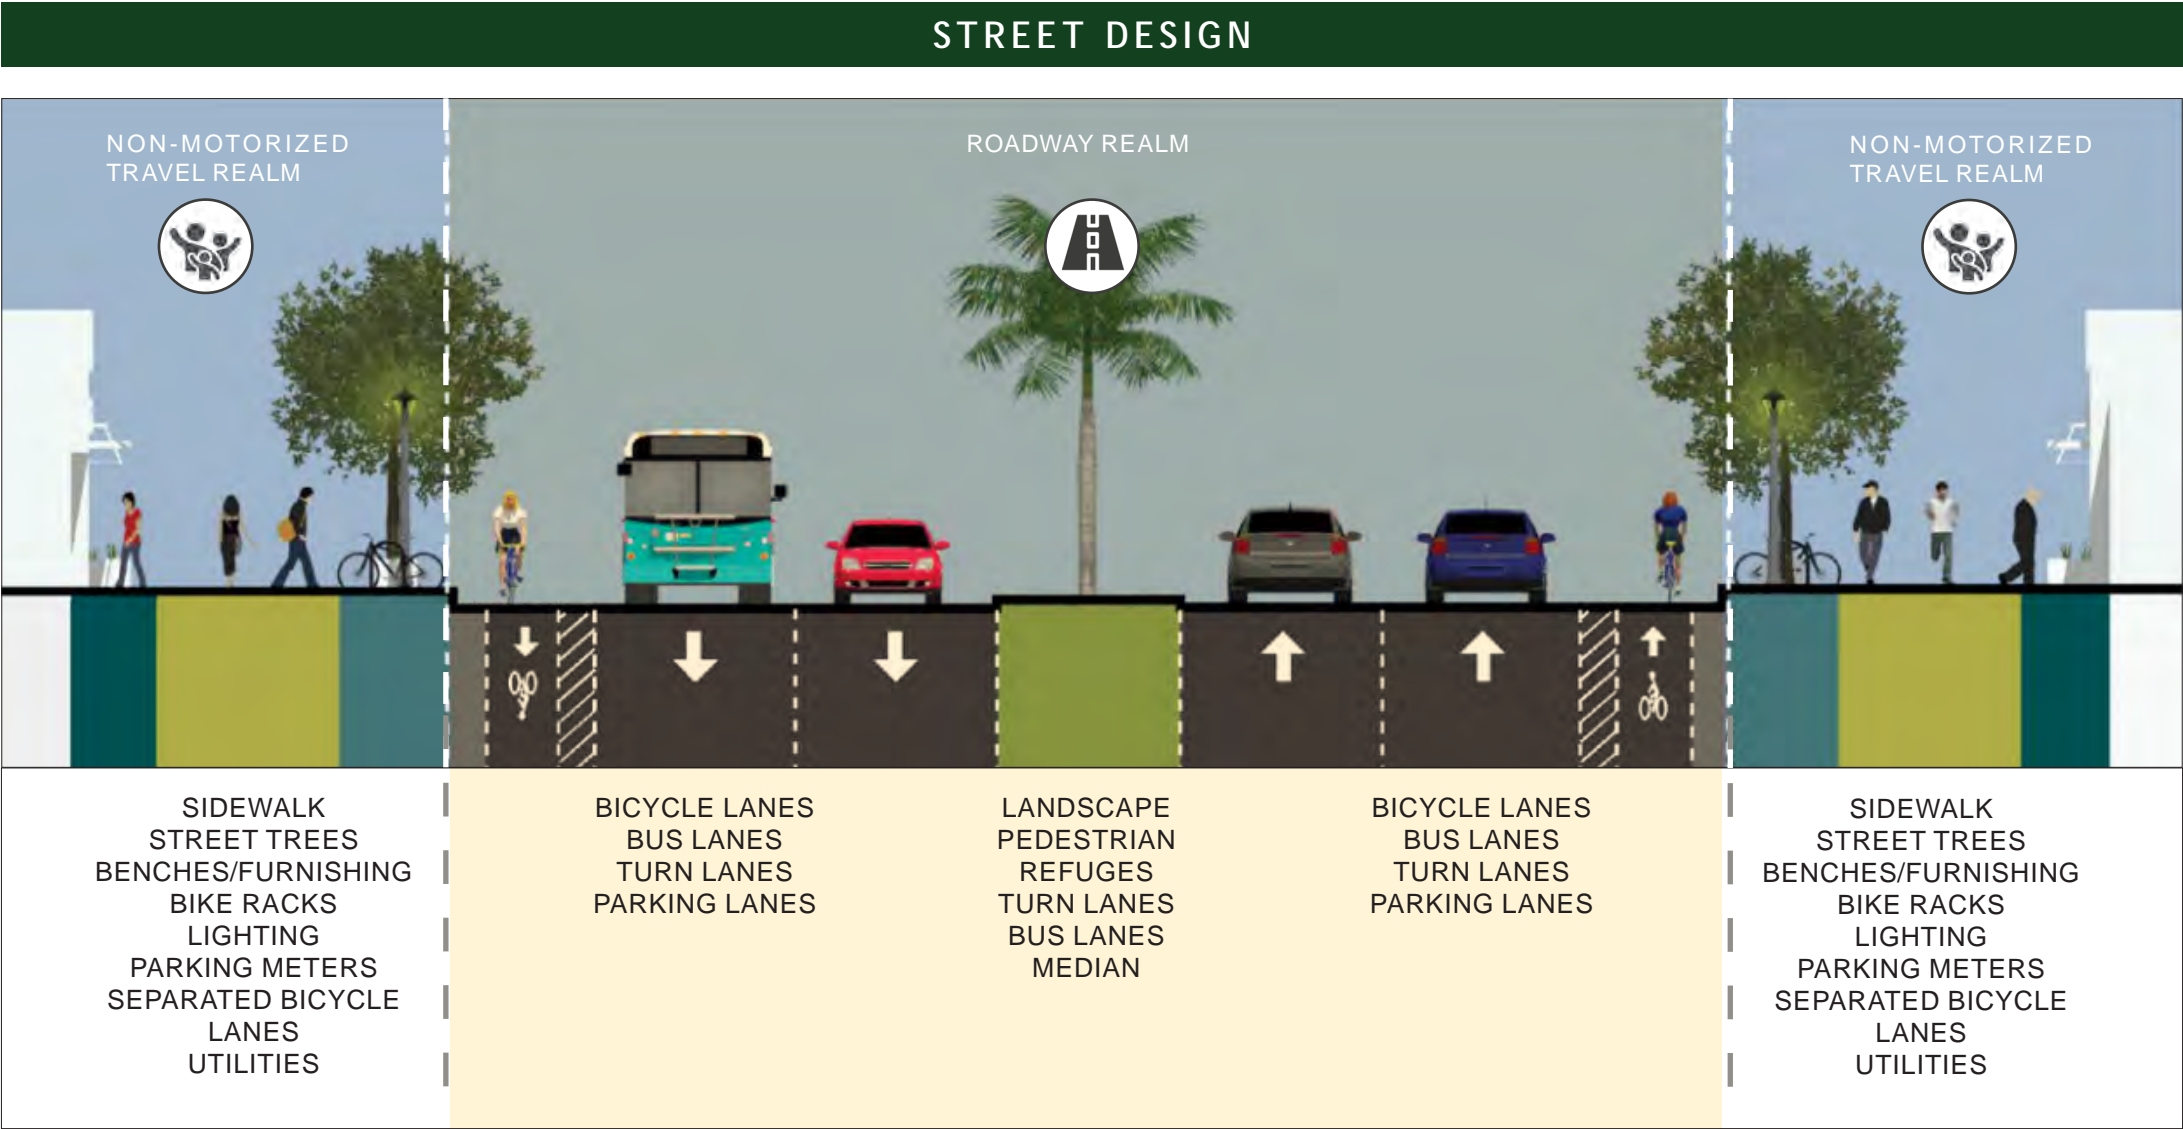 STREET DESIGN
NON-MOTORIZED
TRAVEL REALM
ROADWAY REALM
NON-MOTORIZED
TRAVEL REALM
SIDEWALK
STREET TREES
BENCHES/FURNISHING
BIKE RACKS
LIGHTING
PARKING METERS
SEPARATED BICYCLE
LANES
UTILITIES
BICYCLE LANES
BUS LANES
TURN LANES
PARKING LANES
LANDSCAPE
PEDESTRIAN
REFUGES
TURN LANES
BUS LANES
MEDIAN
BICYCLE LANES
BUS LANES
TURN LANES
PARKING LANES
SIDEWALK
STREET TREES
BENCHES/FURNISHING
BIKE RACKS
LIGHTING
PARKING METERS
SEPARATED BICYCLE
LANES
UTILITIES